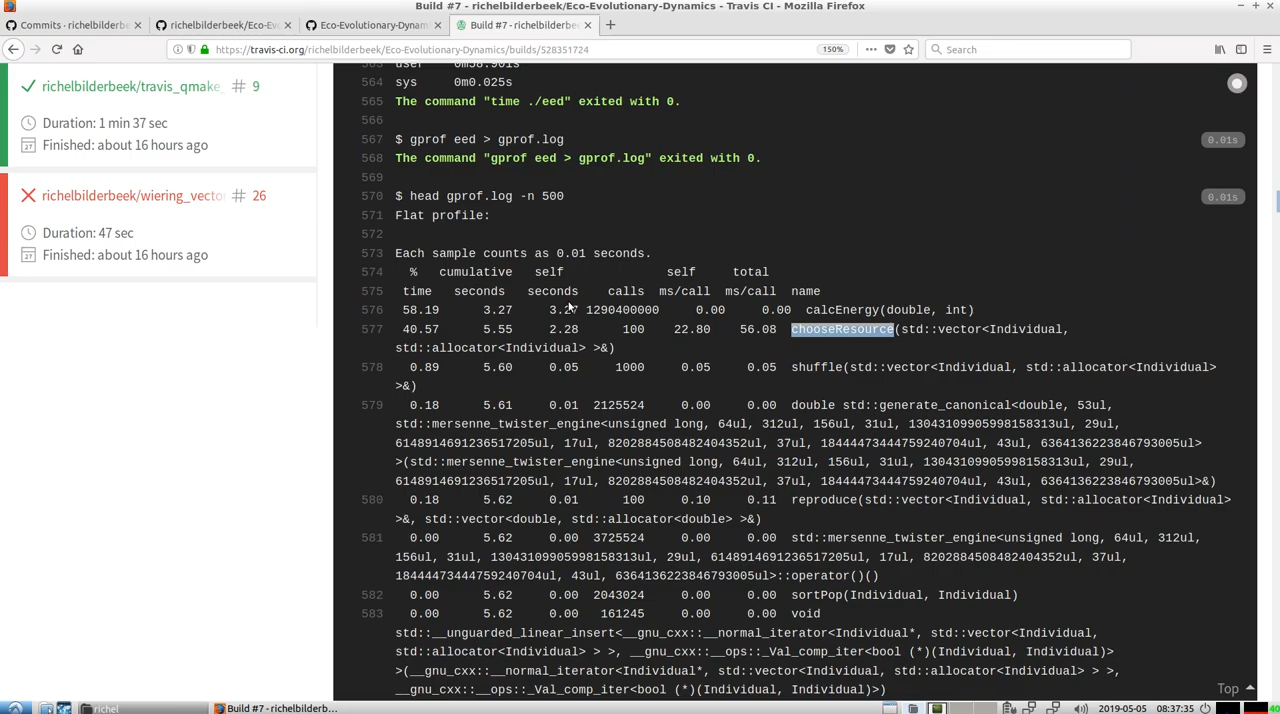 Build #7 - richelbilderbeek/Eco-Evolutionary-Dynamics - Travis CI - Mozilla Firefox
Commits - richelbilderb
richelbilderbeek/Eco-Ev
Eco-Evolutionary-Dynam
Build #7 - richelbilderbe
https://travis-ci.org/richelbilderbeek/Eco-Evolutionary-Dynamics/builds/528351724
150%
Search
richelbilderbeek/travis_qmake_ # 9
Duration: 1 min 37 sec
Finished: about 16 hours ago
richelbilderbeek/wiering_vector # 26
Duration: 47 sec
Finished: about 16 hours ago
563 user 0m58.901s
564 sys 0m0.025s
565 The command "time ./eed" exited with 0.
566
567 $ gprof eed > gprof.log 0.01s
568 The command "gprof eed > gprof.log" exited with 0.
569
570 $ head gprof.log -n 500 0.01s
571 Flat profile:
572
573 Each sample counts as 0.01 seconds.
574 % cumulative self self total
575 time seconds seconds calls ms/call ms/call name
576 58.19 3.27 3.27 1290400000 0.00 0.00 calcEnergy(double, int)
577 40.57 5.55 2.28 100 22.80 56.08 chooseResource(std::vector<Individual,
std::allocator<Individual> >&)
578 0.89 5.60 0.05 1000 0.05 0.05 shuffle(std::vector<Individual, std::allocator<Individual>
>&)
579 0.18 5.61 0.01 2125524 0.00 0.00 double std::generate_canonical<double, 53ul,
std::mersenne_twister_engine<unsigned long, 64ul, 312ul, 156ul, 31ul, 13043109905998158313ul, 29ul,
6148914691236517205ul, 17ul, 8202884508482404352ul, 37ul, 18444473444759240704ul, 43ul, 6364136223846793005ul>
>(std::mersenne_twister_engine<unsigned long, 64ul, 312ul, 156ul, 31ul, 13043109905998158313ul, 29ul,
6148914691236517205ul, 17ul, 8202884508482404352ul, 37ul, 18444473444759240704ul, 43ul, 6364136223846793005ul>&)
580 0.18 5.62 0.01 100 0.10 0.11 reproduce(std::vector<Individual, std::allocator<Individual>
>&, std::vector<double, std::allocator<double> >&)
581 0.00 5.62 0.00 3725524 0.00 0.00 std::mersenne_twister_engine<unsigned long, 64ul, 312ul,
156ul, 31ul, 13043109905998158313ul, 29ul, 6148914691236517205ul, 17ul, 8202884508482404352ul, 37ul,
18444473444759240704ul, 43ul, 6364136223846793005ul>::operator()()
582 0.00 5.62 0.00 2043024 0.00 0.00 sortPop(Individual, Individual)
583 0.00 5.62 0.00 161245 0.00 0.00 void
std::__unguarded_linear_insert<__gnu_cxx::__normal_iterator<Individual*, std::vector<Individual,
std::allocator<Individual> > >, __gnu_cxx::__ops::_Val_comp_iter<bool (*)(Individual, Individual)>
>(__gnu_cxx::__normal_iterator<Individual*, std::vector<Individual, std::allocator<Individual> > >,
__gnu_cxx::__ops::_Val_comp_iter<bool (*)(Individual, Individual)>)
Top
richel
Build #7 - richelbilderbe...
2019-05-05 08:37:35
40